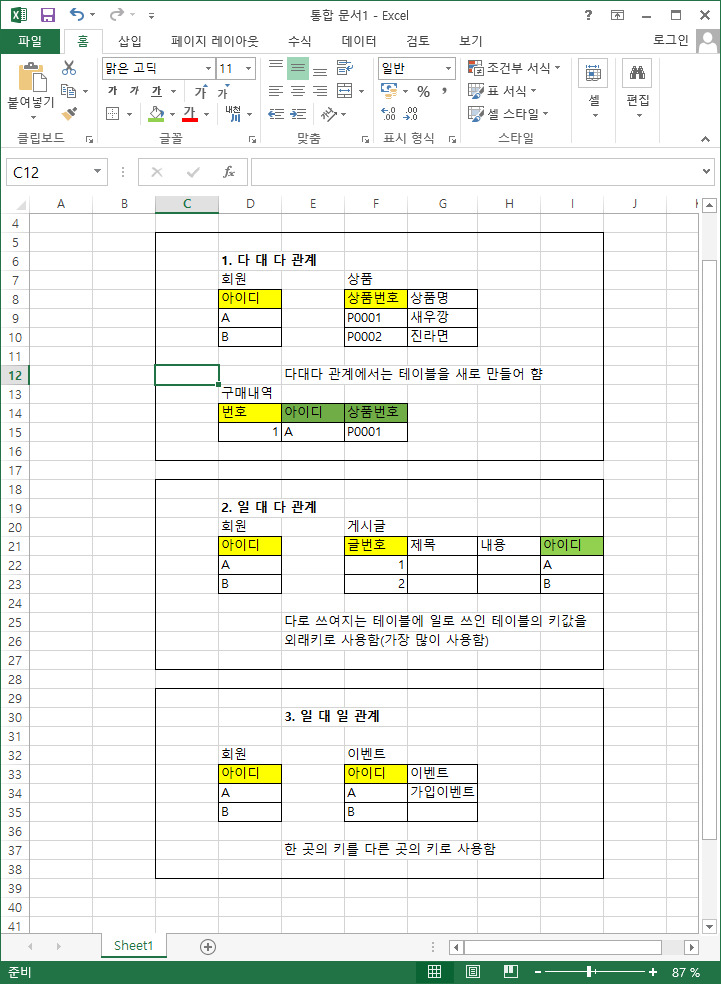 통합 문서1 - Excel
파일 홈 삽입 페이지 레이아웃 수식 데이터 검토 보기 로그인
붙여넣기
맑은 고딕 11
가 가 가 가 가
가 내천
일반
% ,
조건부 서식
표 서식
셀 스타일
셀
편집
클립보드 글꼴 맞춤 표시 형식 스타일
C12 fx
A B C D E F G H I J
4
5
6 1. 다 대 다 관계
7 회원 상품
8 아이디 상품번호 상품명
9 A P0001 새우깡
10 B P0002 진라면
11
12 다대다 관계에서는 테이블을 새로 만들어 햠
13 구매내역
14 번호 아이디 상품번호
15 1 A P0001
16
17
18
19 2. 일 대 다 관계
20 회원 게시글
21 아이디 글번호 제목 내용 아이디
22 A 1 A
23 B 2 B
24
25 다로 쓰여지는 테이블에 일로 쓰인 테이블의 키값을
26 외래키로 사용함(가장 많이 사용함)
27
28
29
30 3. 일 대 일 관계
31
32 회원 이벤트
33 아이디 아이디 이벤트
34 A A 가입이벤트
35 B B
36
37 한 곳의 키를 다른 곳의 키로 사용함
38
39
40
41
Sheet1
준비 87 %